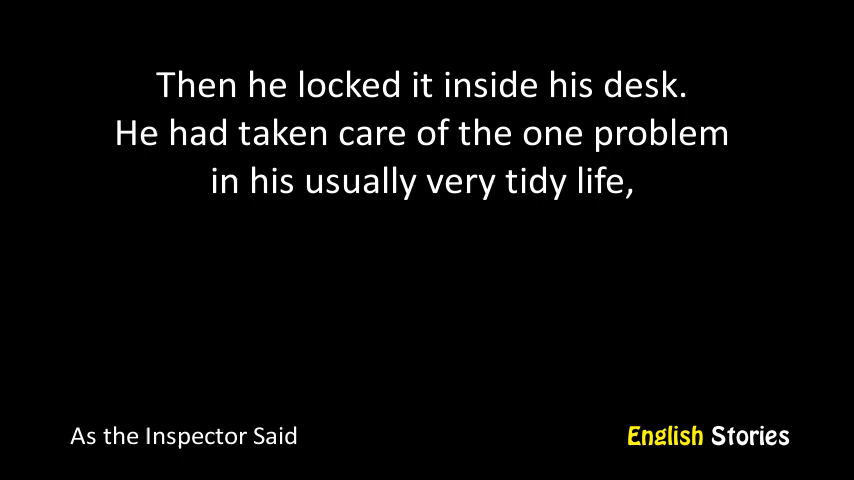 Then he locked it inside his desk.
He had taken care of the one problem
in his usually very tidy life,
As the Inspector Said
English Stories